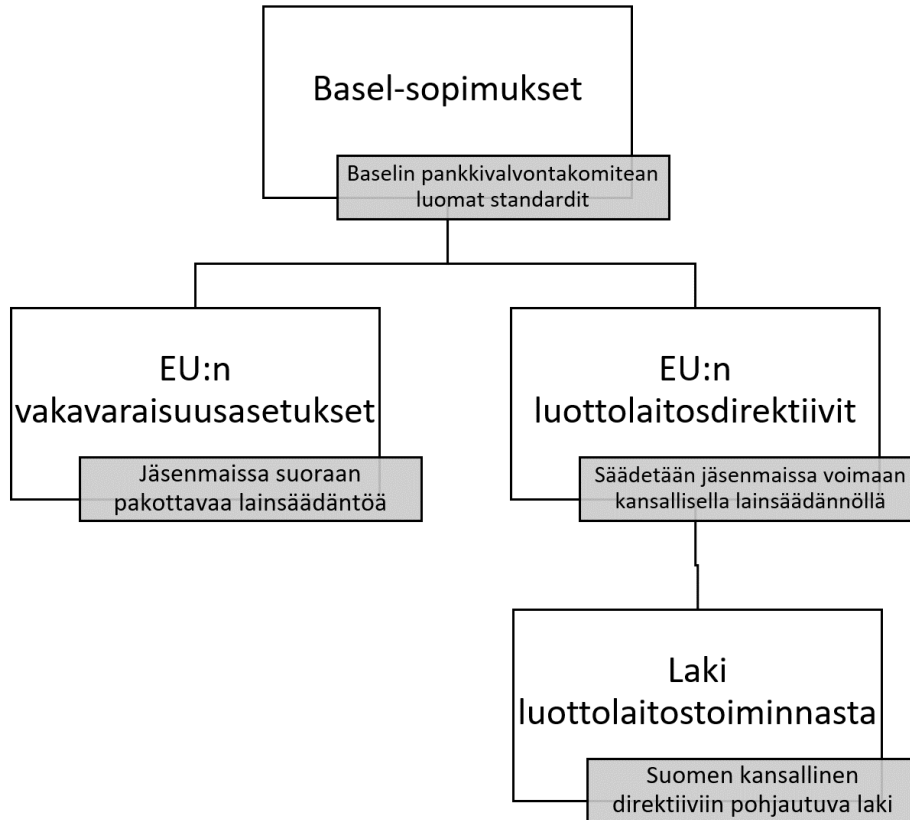 Basel-sopimukset
Baselin pankkivalvontakomitean
luomat standardit
EU:n
vakavaraisuusasetukset
Jäsenmaissa suoraan
pakottavaa lainsäädäntöä
EU:n
luottolaitosdirektiivit
Säädetään jäsenmaissa voimaan
kansallisella lainsäädännöllä
Laki
luottolaitostoiminnasta
Suomen kansallinen
direktiiviin pohjautuva laki